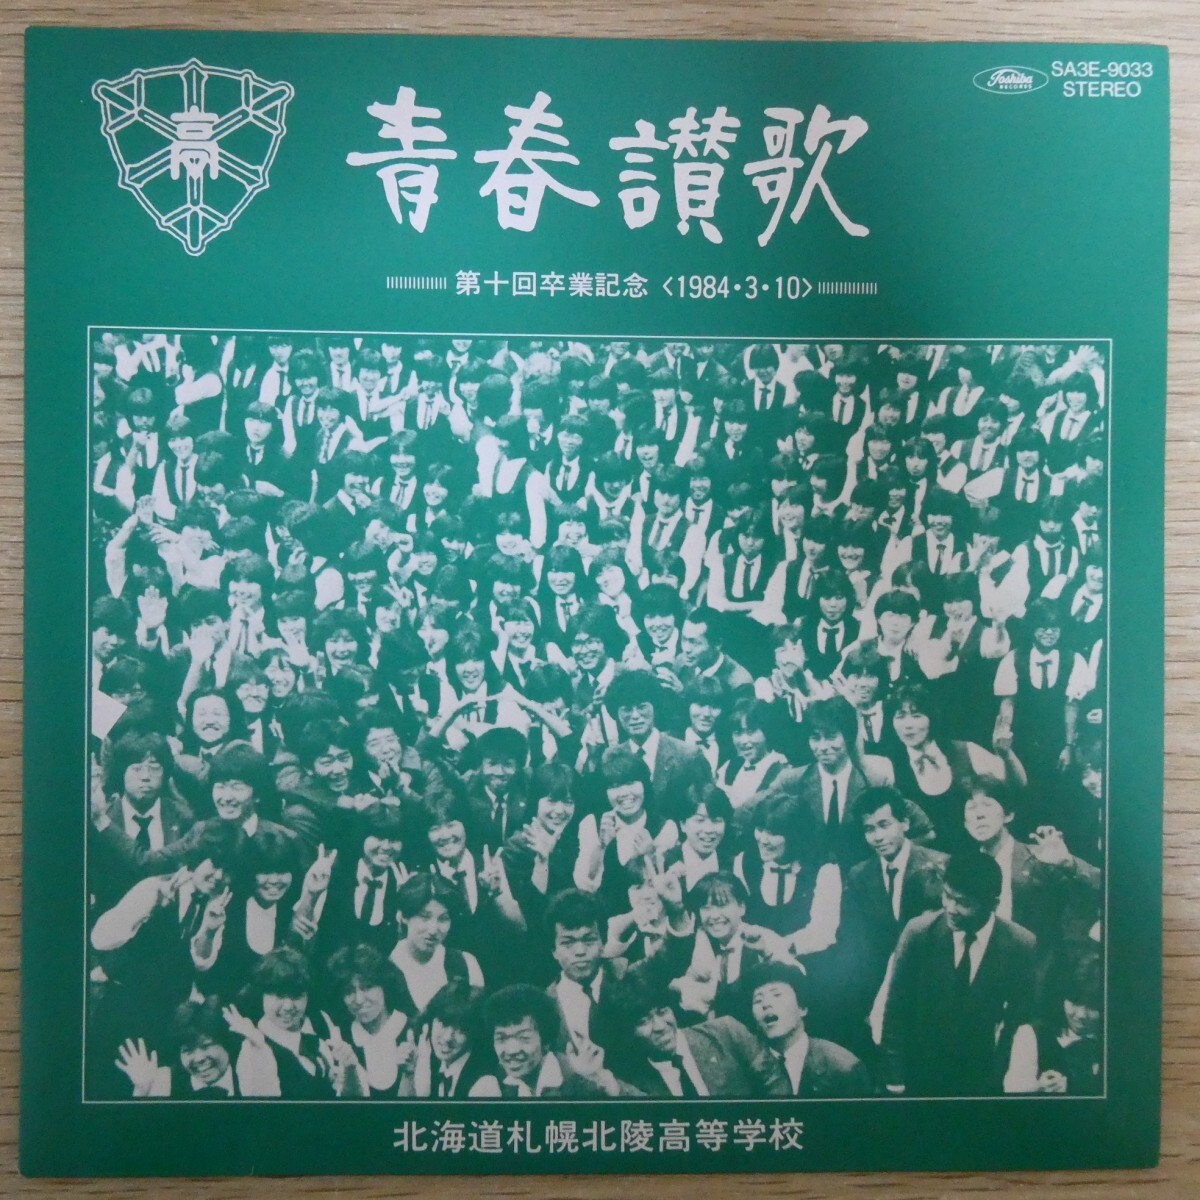 高
青春讃歌
Toshiba
RECORDS
SA3E-9033
STEREO
第十回卒業記念〈1984・3・10〉
北海道札幌北陵高等学校